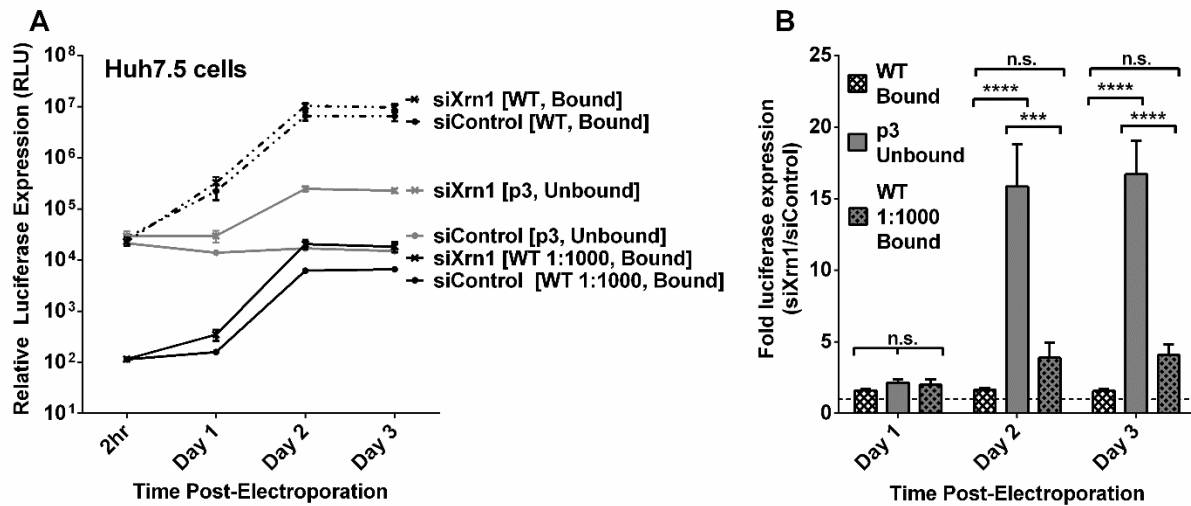 A
Relative Luciferase Expression (RLU)
10^8
10^7
10^6
10^5
10^4
10^3
10^2
10^1
Huh7.5 cells
siXrn1 [WT, Bound]
siControl [WT, Bound]
siXrn1 [p3, Unbound]
siControl [p3, Unbound]
siXrn1 [WT 1:1000, Bound]
siControl [WT 1:1000, Bound]
2hr
Day 1
Day 2
Day 3
Time Post-Electroporation
B
Fold luciferase expression
(siXrn1/siControl)
25
20
15
10
5
0
WT
Bound
p3
Unbound
WT
1:1000
Bound
n.s.
n.s.
****
***
n.s.
****
****
Day 1
Day 2
Day 3
Time Post-Electroporation